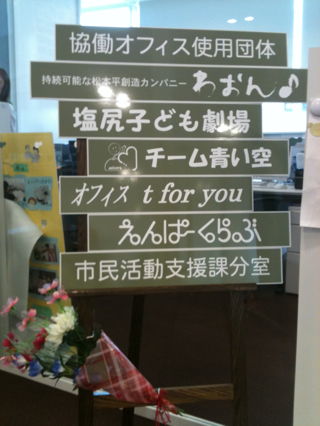 協働オフィス使用団体
持続可能な松本平創造カンパニー わおん♪
塩尻子ども劇場
チーム青い空
オフィス t for you
えんぱーくらぶ
市民活動支援課分室